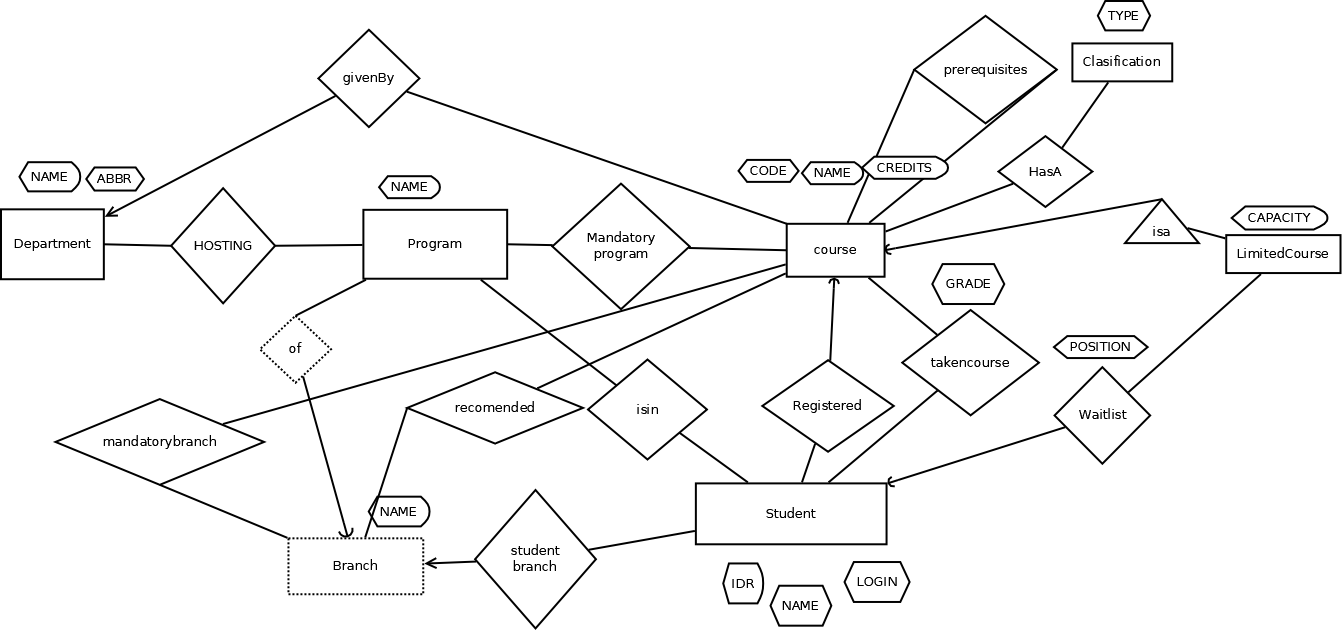 TYPE
Clasification
prerequisites
givenBy
CODE
NAME
CREDITS
HasA
NAME
ABBR
NAME
CAPACITY
Department
HOSTING
Program
Mandatory
program
course
isa
LimitedCourse
GRADE
of
POSITION
takencourse
mandatorybranch
recomended
isin
Registered
Waitlist
NAME
Student
student
branch
Branch
IDR
NAME
LOGIN